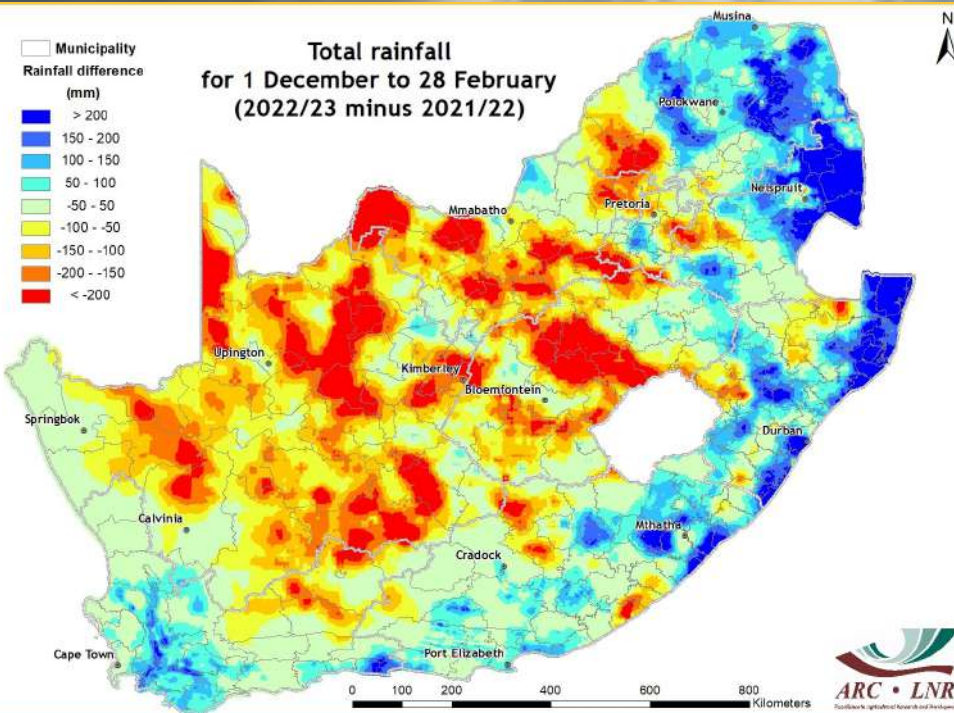 Total rainfall
for 1 December to 28 February
(2022/23 minus 2021/22)
N
Municipality
Rainfall difference
(mm)
> 200
150 - 200
100 - 150
50 - 100
-50 - 50
-100 - -50
-150 - -100
-200 - -150
< -200
Musina
Polokwane
Nelspruit
Pretoria
Mmabatho
Upington
Kimberley
Bloemfontein
Springbok
Durban
Calvinia
Mthatha
Cradock
Cape Town
Port Elizabeth
0 100 200 400 600 800
Kilometers
ARC • LNR